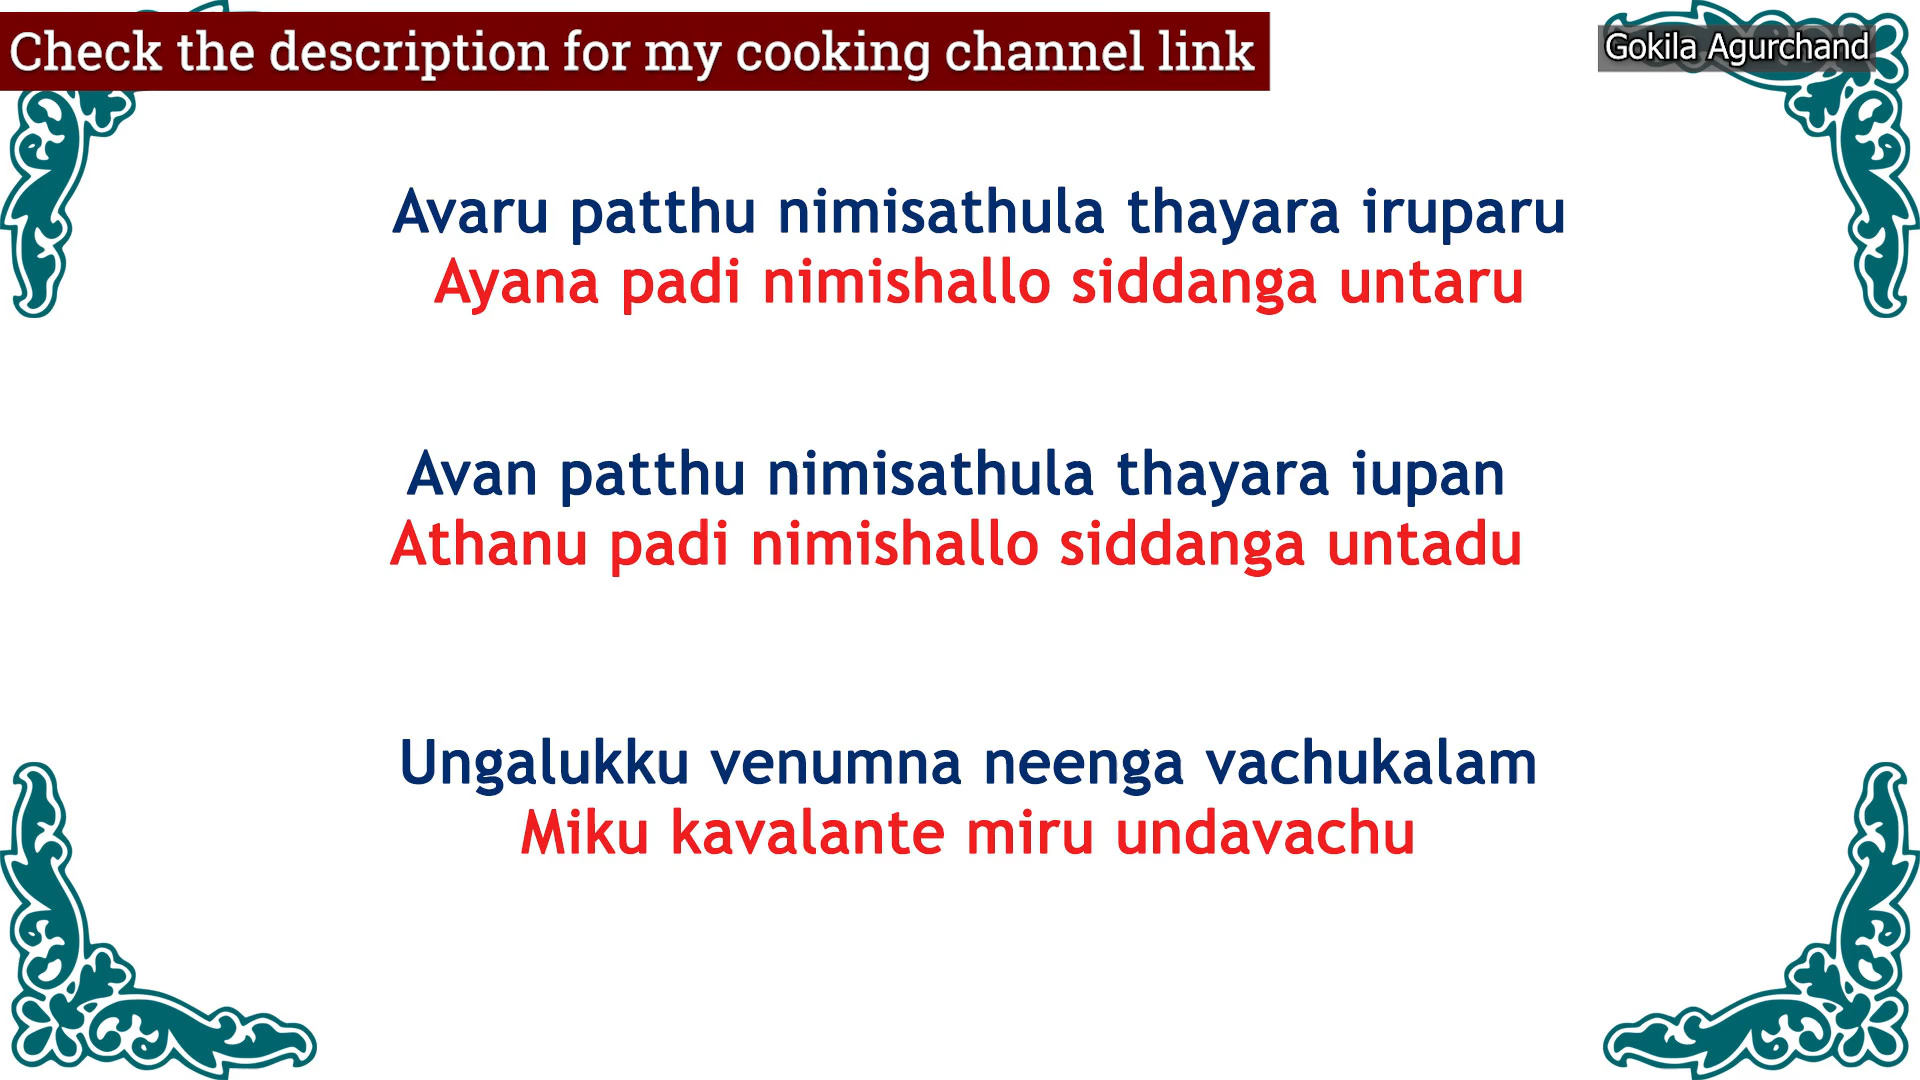 Check the description for my cooking channel link
Gokila Agurchand
Avaru patthu nimisathula thayara iruparu
Ayana padi nimishallo siddanga untaru
Avan patthu nimisathula thayara iupan
Athanu padi nimishallo siddanga untadu
Ungalukku venumna neenga vachukalam
Miku kavalante miru undavachu